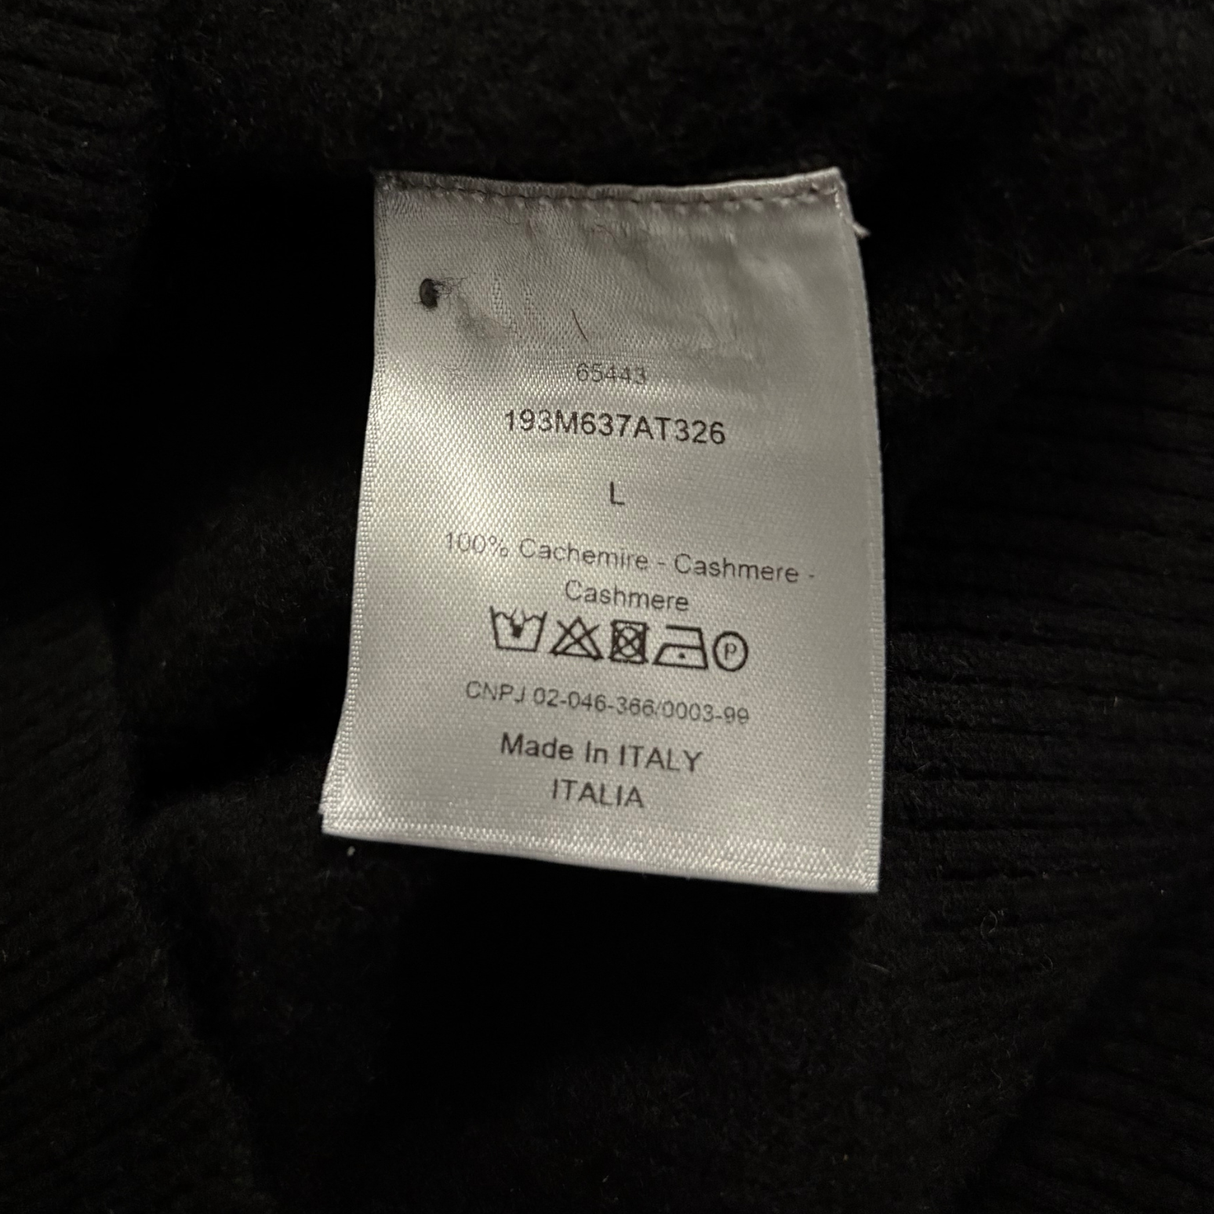 65443
193M637AT326
L
100% Cachemire - Cashmere -
Cashmere
P
CNPJ 02-046-366/0003-99
Made In ITALY
ITALIA